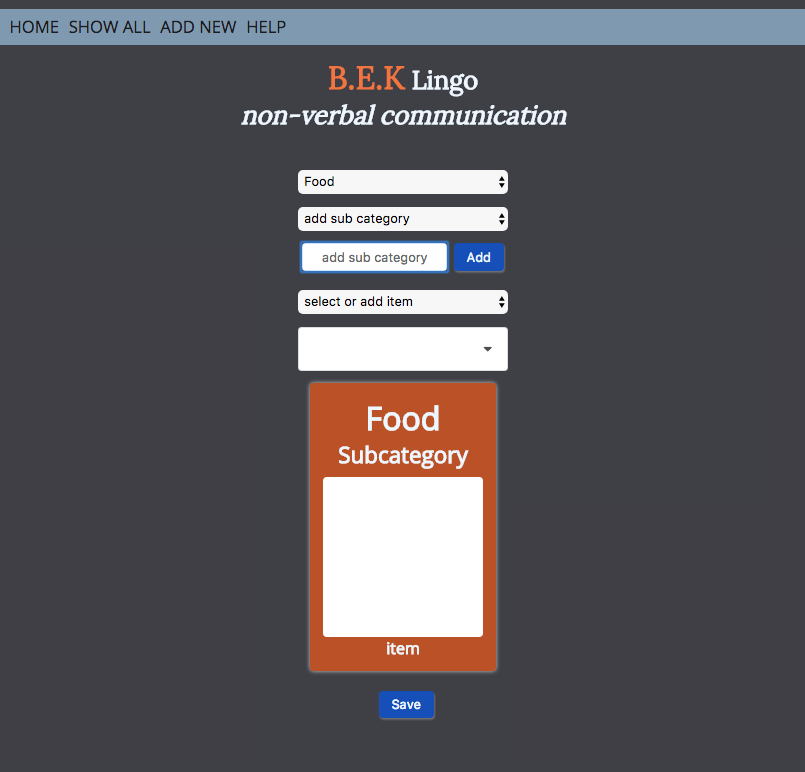 HOME SHOW ALL ADD NEW HELP
B.E.K Lingo
non-verbal communication
Food
add sub category
add sub category Add
select or add item
Food
Subcategory
item
Save